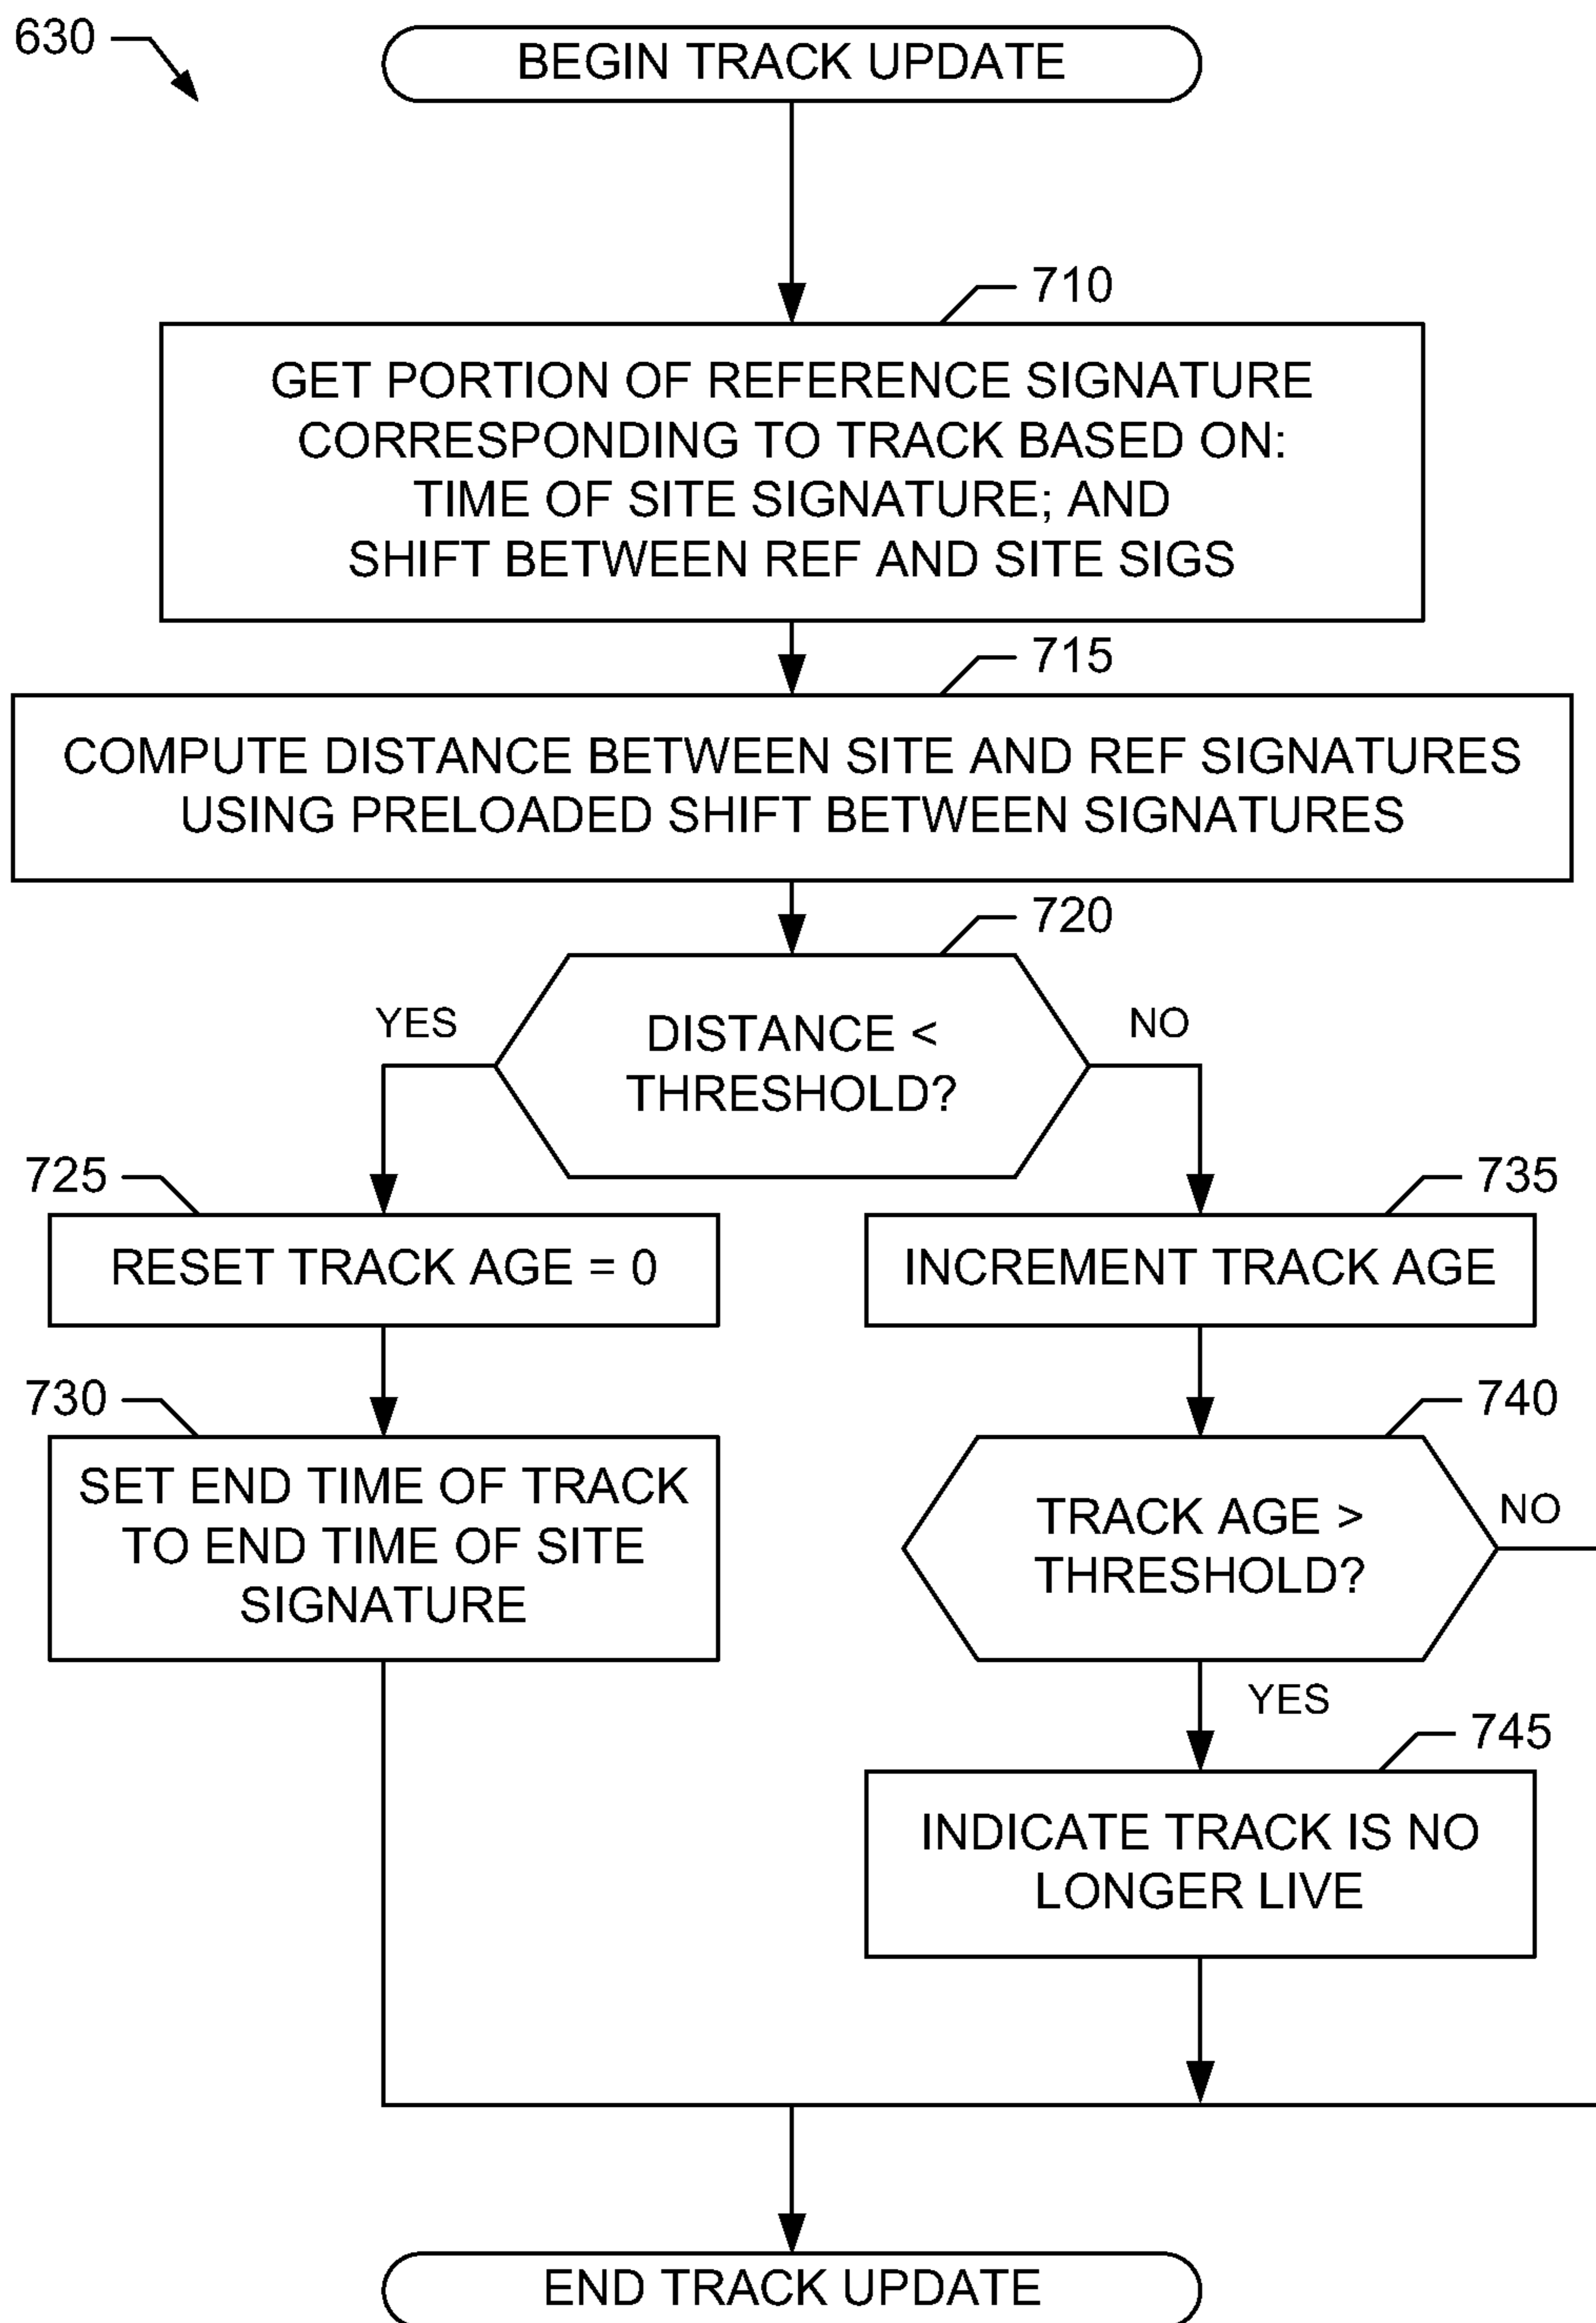 630
BEGIN TRACK UPDATE
710
GET PORTION OF REFERENCE SIGNATURE
CORRESPONDING TO TRACK BASED ON:
TIME OF SITE SIGNATURE; AND
SHIFT BETWEEN REF AND SITE SIGS
715
COMPUTE DISTANCE BETWEEN SITE AND REF SIGNATURES
USING PRELOADED SHIFT BETWEEN SIGNATURES
720
DISTANCE <
THRESHOLD?
YES
NO
725
RESET TRACK AGE = 0
735
INCREMENT TRACK AGE
730
SET END TIME OF TRACK
TO END TIME OF SITE
SIGNATURE
740
TRACK AGE >
THRESHOLD?
NO
YES
745
INDICATE TRACK IS NO
LONGER LIVE
END TRACK UPDATE